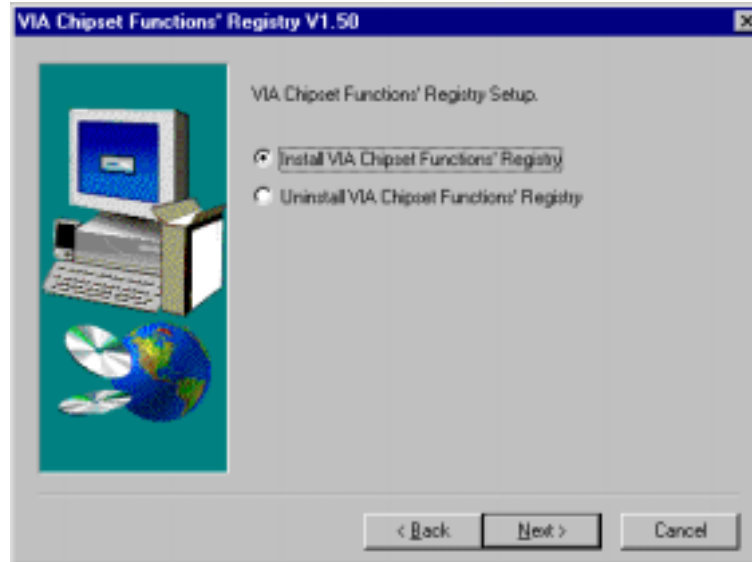 VIA Chipset Functions' Registry V1.50
VIA Chipset Functions' Registry Setup.
Install VIA Chipset Functions' Registry
Uninstall VIA Chipset Functions' Registry
< Back Next > Cancel